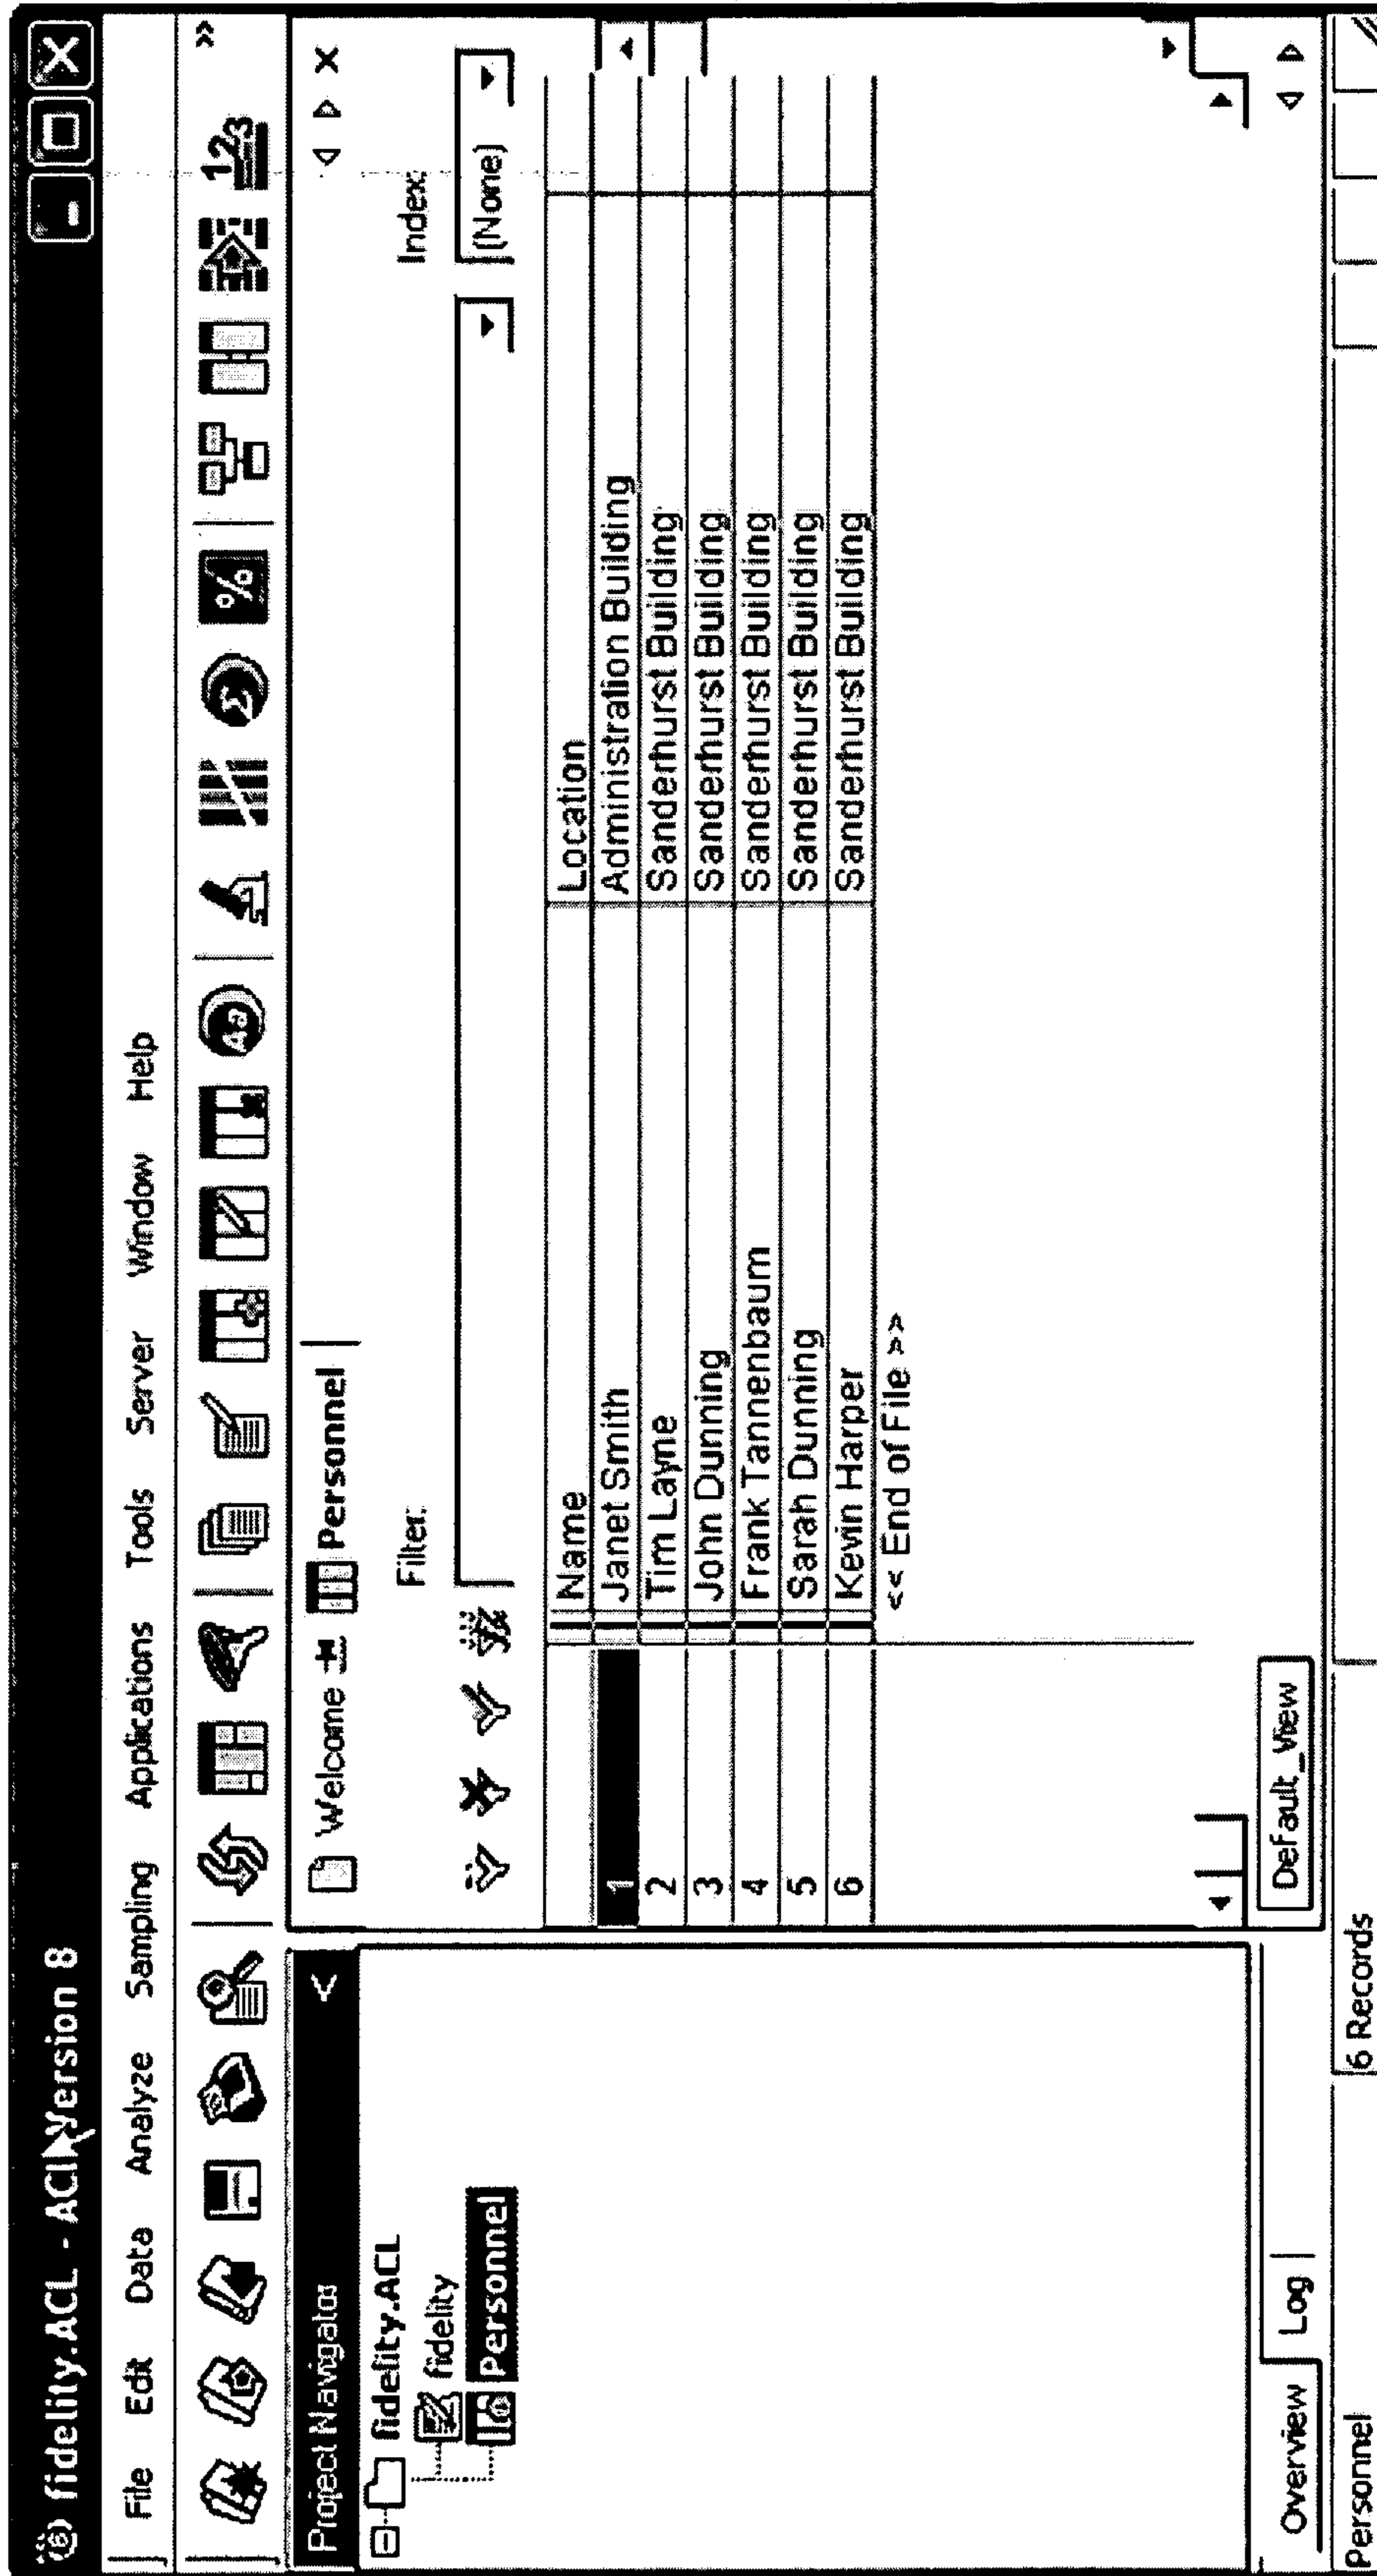 fidelity.ACL - ACL Version 8
File Edit Data Analyze Sampling Applications Tools Server Window Help
123
Project Navigator
fidelity.ACL
fidelity
Personnel
Overview Log
Welcome Personnel
Filter: Index:
(None)
Name Location
1 Janet Smith Administration Building
2 Tim Layne Sanderhurst Building
3 John Dunning Sanderhurst Building
4 Frank Tannenbaum Sanderhurst Building
5 Sarah Dunning Sanderhurst Building
6 Kevin Harper Sanderhurst Building
<< End of File >>
Default_View
Personnel 6 Records